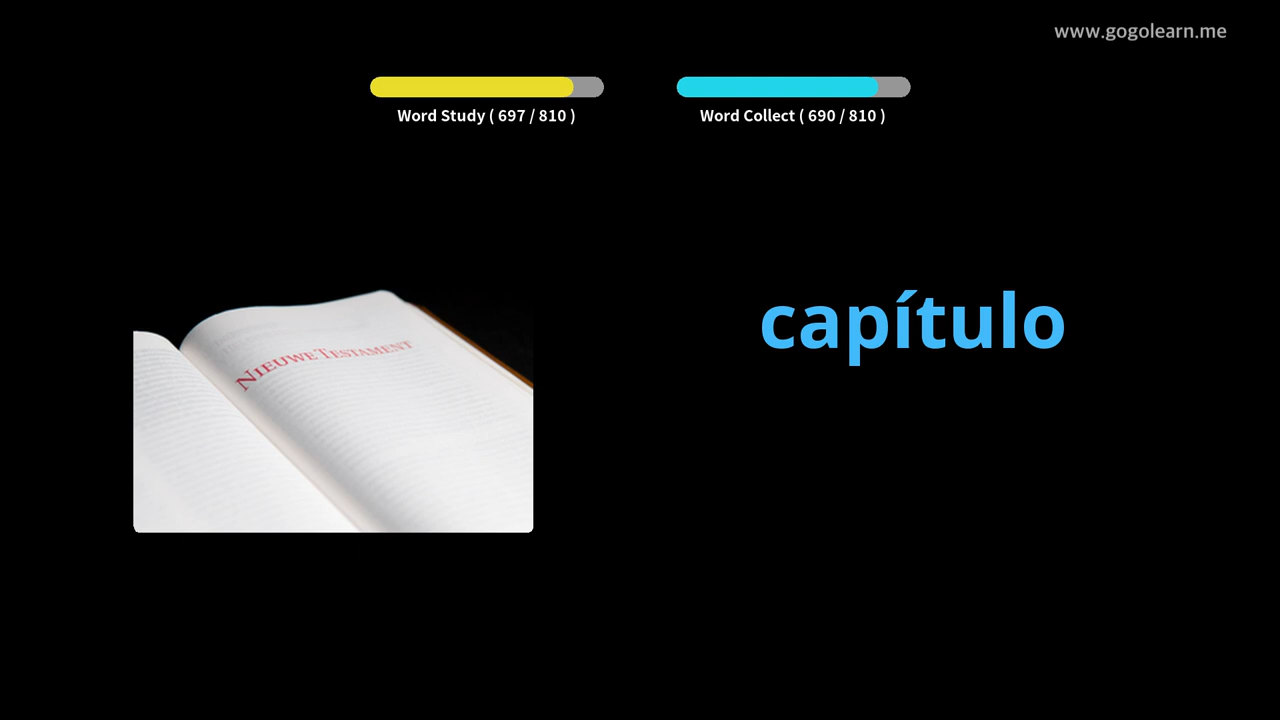 www.gogolearn.me
Word Study ( 697 / 810 )
Word Collect ( 690 / 810 )
NIEUWE TESTAMENT
capítulo